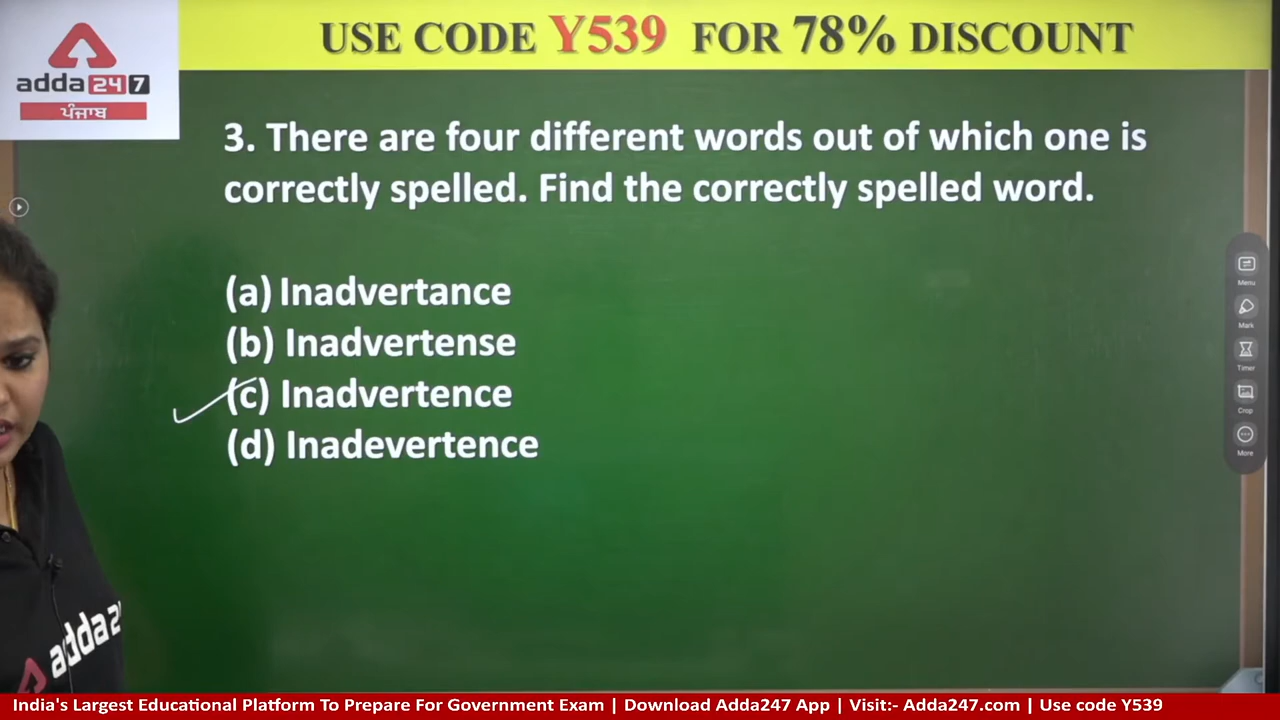 USE CODE Y539 FOR 78% DISCOUNT
adda247
ਪੰਜਾਬ
3. There are four different words out of which one is
correctly spelled. Find the correctly spelled word.
(a) Inadvertance
(b) Inadvertense
(c) Inadvertence
(d) Inadevertence
Menu
Mark
Timer
Crop
More
adda2
India's Largest Educational Platform To Prepare For Government Exam | Download Adda247 App | Visit:- Adda247.com | Use code Y539